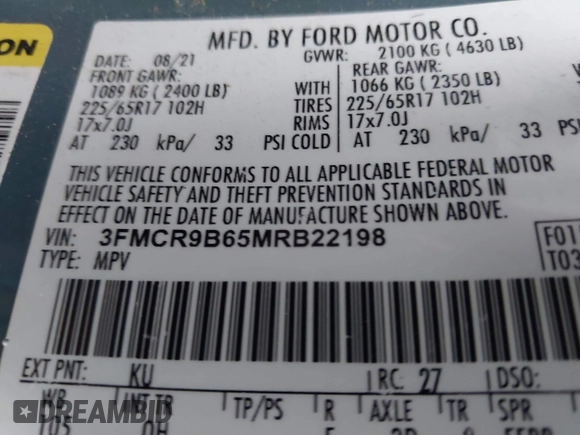 ON
MFD. BY FORD MOTOR CO.
DATE: 08/21 GVWR: 2100 KG ( 4630 LB)
FRONT GAWR: REAR GAWR:
1089 KG ( 2400 LB) WITH 1066 KG ( 2350 LB)
225/65R17 102H TIRES 225/65R17 102H
17x7.0J RIMS 17x7.0J
AT 230 kPa/ 33 PSI COLD AT 230 kPa/ 33 PSI
THIS VEHICLE CONFORMS TO ALL APPLICABLE FEDERAL MOTOR
VEHICLE SAFETY AND THEFT PREVENTION STANDARDS IN
EFFECT ON THE DATE OF MANUFACTURE SHOWN ABOVE.
VIN: 3FMCR9B65MRB22198
TYPE: MPV
EXT PNT: KU RC: 27 DSO:
WB INT TR TP/PS R AXLE TR SPR
DREAMBID